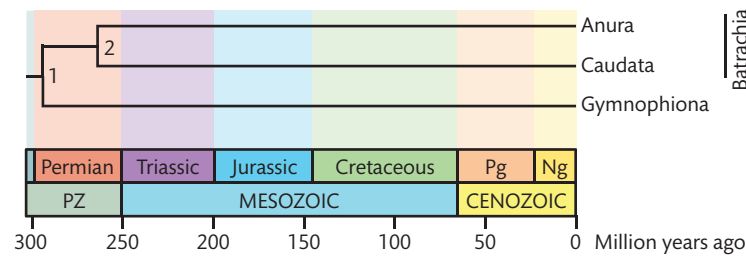 Anura
Batrachia
2
Caudata
1
Gymnophiona
Permian Triassic Jurassic Cretaceous Pg Ng
PZ MESOZOIC CENOZOIC
300 250 200 150 100 50 0 Million years ago